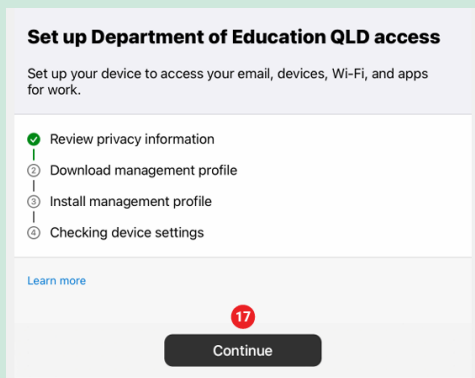 Set up Department of Education QLD access
Set up your device to access your email, devices, Wi-Fi, and apps
for work.
Review privacy information
2 Download management profile
3 Install management profile
4 Checking device settings
Learn more
17
Continue